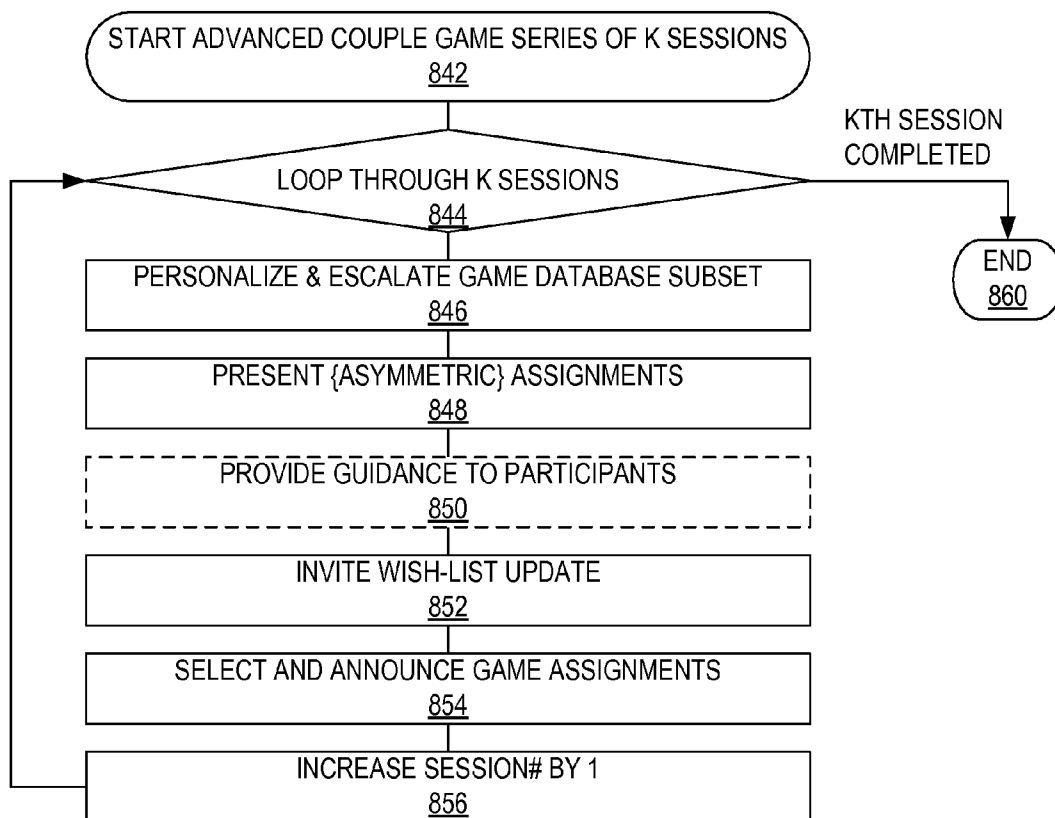 START ADVANCED COUPLE GAME SERIES OF K SESSIONS
842
KTH SESSION
COMPLETED
LOOP THROUGH K SESSIONS
844
END
860
PERSONALIZE & ESCALATE GAME DATABASE SUBSET
846
PRESENT {ASYMMETRIC} ASSIGNMENTS
848
PROVIDE GUIDANCE TO PARTICIPANTS
850
INVITE WISH-LIST UPDATE
852
SELECT AND ANNOUNCE GAME ASSIGNMENTS
854
INCREASE SESSION# BY 1
856